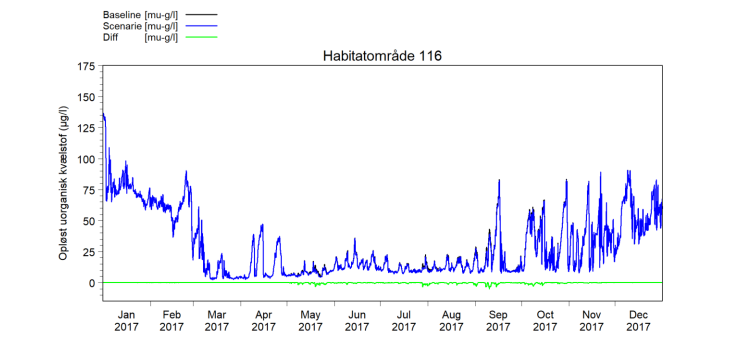 Baseline [mu-g/l]
Scenarie [mu-g/l]
Diff [mu-g/l]
Habitatområde 116
Opløst uorganisk kvælstof (µg/l)
175
150
125
100
75
50
25
0
Jan Feb Mar Apr May Jun Jul Aug Sep Oct Nov Dec
2017 2017 2017 2017 2017 2017 2017 2017 2017 2017 2017 2017